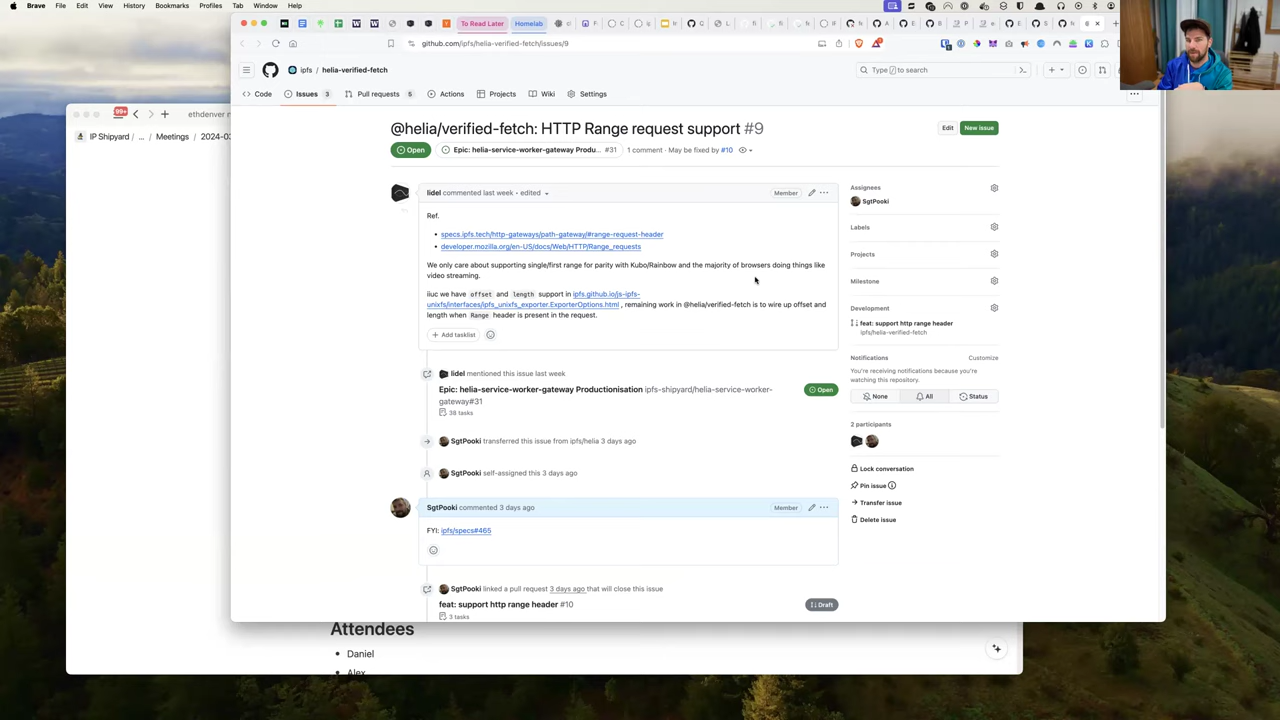 Brave File Edit View History Bookmarks Profiles Tab Window Help
To Read Later Homelab
github.com/ipfs/helia-verified-fetch/issues/9
ipfs / helia-verified-fetch
Type / to search
Code Issues 3 Pull requests 5 Actions Projects Wiki Settings
99+
ethdenver
IP Shipyard / ... / Meetings / 2024-03
@helia/verified-fetch: HTTP Range request support #9
Edit New issue
Open Epic: helia-service-worker-gateway Produ... #31 1 comment · May be fixed by #10
lidel commented last week • edited
Member
Ref.
• specs.ipfs.tech/http-gateways/path-gateway/#range-request-header
• developer.mozilla.org/en-US/docs/Web/HTTP/Range_requests
We only care about supporting single/first range for parity with Kubo/Rainbow and the majority of browsers doing things like
video streaming.
iiuc we have offset and length support in ipfs.github.io/js-ipfs-
unixfs/interfaces/ipfs_unixfs_exporter.ExporterOptions.html , remaining work in @helia/verified-fetch is to wire up offset and
length when Range header is present in the request.
Add tasklist
lidel mentioned this issue last week
Epic: helia-service-worker-gateway Productionisation ipfs-shipyard/helia-service-worker-
gateway#31
Open
38 tasks
SgtPooki transferred this issue from ipfs/helia 3 days ago
SgtPooki self-assigned this 3 days ago
SgtPooki commented 3 days ago
Member
FYI: ipfs/specs#465
SgtPooki linked a pull request 3 days ago that will close this issue
feat: support http range header #10
Draft
3 tasks
Assignees
SgtPooki
Labels
Projects
Milestone
Development
feat: support http range header
ipfs/helia-verified-fetch
Notifications
Customize
You're receiving notifications because you're
watching this repository.
None All Status
2 participants
Lock conversation
Pin issue
Transfer issue
Delete issue
Attendees
• Daniel
• Alex